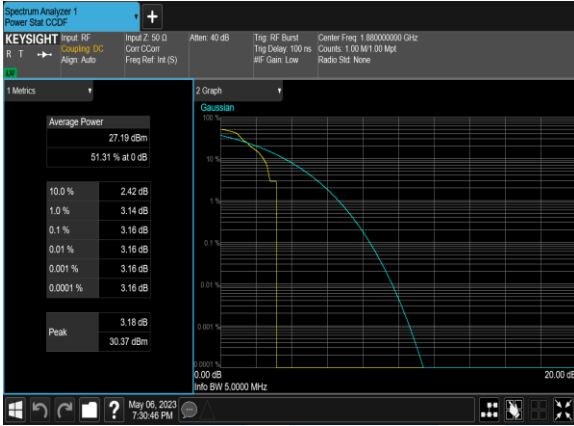 Spectrum Analyzer 1
Power Stat CCDF
+
KEYSIGHT Input: RF Input Z: 50 Ω Atten: 40 dB Trig: RF Burst Center Freq: 1.880000000 GHz
R T Coupling: DC Corr CCorr Trig Delay: 100 ns Counts: 1.00 M/1.00 Mpt
Align: Auto Freq Ref: Int (S) #IF Gain: Low Radio Std: None
1 Metrics
Average Power
27.19 dBm
51.31 % at 0 dB
10.0 % 2.42 dB
1.0 % 3.14 dB
0.1 % 3.16 dB
0.01 % 3.16 dB
0.001 % 3.16 dB
0.0001 % 3.16 dB
Peak 3.18 dB
30.37 dBm
2 Graph
Gaussian
100 %
10 %
1 %
0.1 %
0.01 %
0.001 %
0.0001 %
0.00 dB 20.00 dB
Info BW 5.0000 MHz
? May 06, 2023
7:30:46 PM